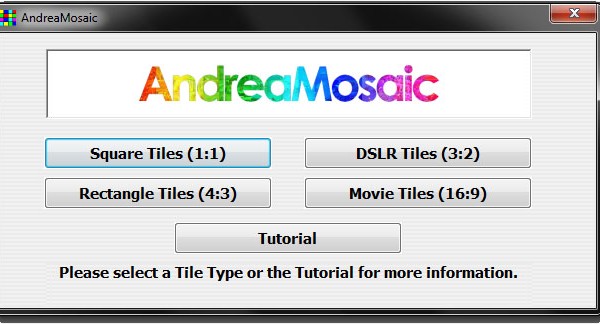 AndreaMosaic
AndreaMosaic
Square Tiles (1:1)
DSLR Tiles (3:2)
Rectangle Tiles (4:3)
Movie Tiles (16:9)
Tutorial
Please select a Tile Type or the Tutorial for more information.